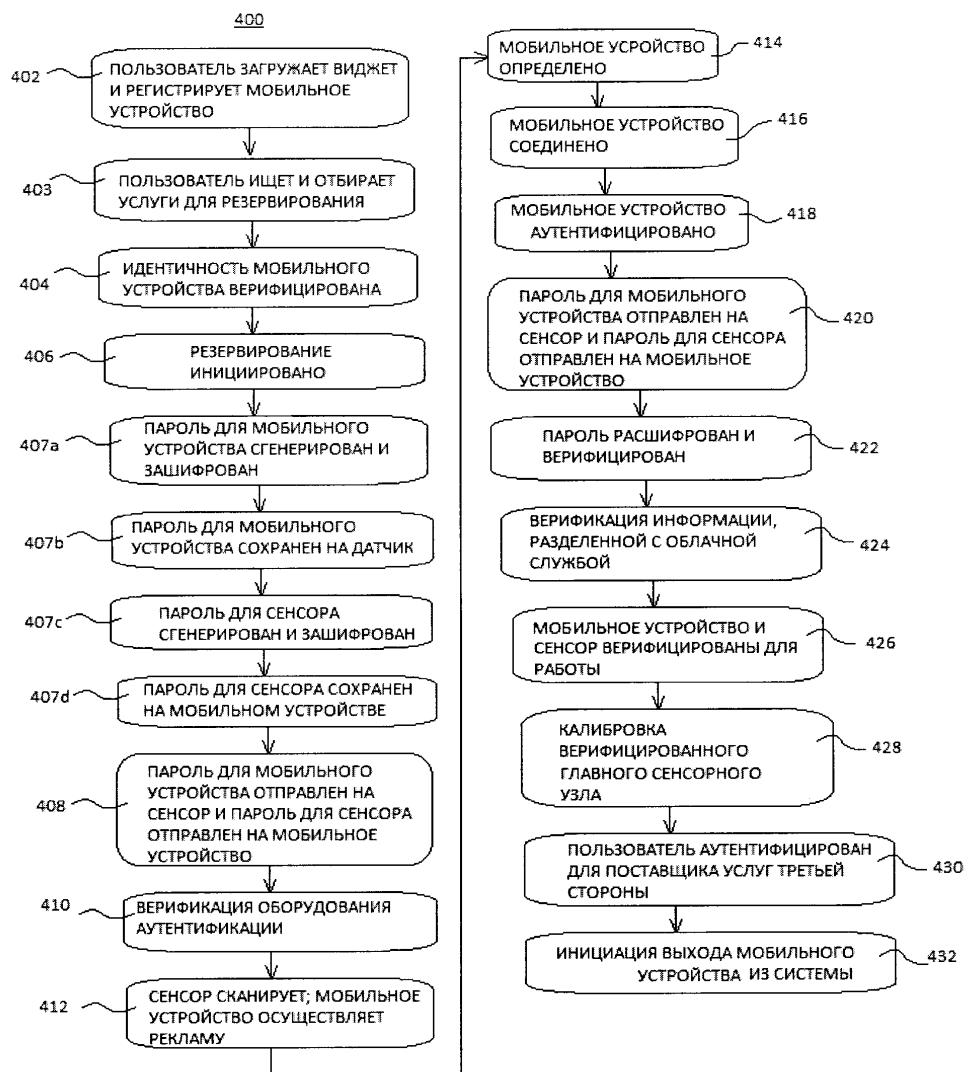 400
402
ПОЛЬЗОВАТЕЛЬ ЗАГРУЖАЕТ ВИДЖЕТ
И РЕГИСТРИРУЕТ МОБИЛЬНОЕ
УСТРОЙСТВО
403
ПОЛЬЗОВАТЕЛЬ ИЩЕТ И ОТБИРАЕТ
УСЛУГИ ДЛЯ РЕЗЕРВИРОВАНИЯ
404
ИДЕНТИЧНОСТЬ МОБИЛЬНОГО
УСТРОЙСТВА ВЕРИФИЦИРОВАНА
406
РЕЗЕРВИРОВАНИЕ
ИНИЦИИРОВАНО
407a
ПАРОЛЬ ДЛЯ МОБИЛЬНОГО
УСТРОЙСТВА СГЕНЕРИРОВАН И
ЗАШИФРОВАН
407b
ПАРОЛЬ ДЛЯ МОБИЛЬНОГО
УСТРОЙСТВА СОХРАНЕН НА ДАТЧИК
407c
ПАРОЛЬ ДЛЯ СЕНСОРА
СГЕНЕРИРОВАН И ЗАШИФРОВАН
407d
ПАРОЛЬ ДЛЯ СЕНСОРА СОХРАНЕН
НА МОБИЛЬНОМ УСТРОЙСТВЕ
408
ПАРОЛЬ ДЛЯ МОБИЛЬНОГО
УСТРОЙСТВА ОТПРАВЛЕН НА
СЕНСОР И ПАРОЛЬ ДЛЯ СЕНСОРА
ОТПРАВЛЕН НА МОБИЛЬНОЕ
УСТРОЙСТВО
410
ВЕРИФИКАЦИЯ ОБОРУДОВАНИЯ
АУТЕНТИФИКАЦИИ
412
СЕНСОР СКАНИРУЕТ; МОБИЛЬНОЕ
УСТРОЙСТВО ОСУЩЕСТВЛЯЕТ
РЕКЛАМУ
МОБИЛЬНОЕ УСРОЙСТВО
ОПРЕДЕЛЕНО
414
МОБИЛЬНОЕ УСТРОЙСТВО
СОЕДИНЕНО
416
МОБИЛЬНОЕ УСТРОЙСТВО
АУТЕНТИФИЦИРОВАНО
418
ПАРОЛЬ ДЛЯ МОБИЛЬНОГО
УСТРОЙСТВА ОТПРАВЛЕН НА
СЕНСОР И ПАРОЛЬ ДЛЯ СЕНСОРА
ОТПРАВЛЕН НА МОБИЛЬНОЕ
УСТРОЙСТВО
420
ПАРОЛЬ РАСШИФРОВАН И
ВЕРИФИЦИРОВАН
422
ВЕРИФИКАЦИЯ ИНФОРМАЦИИ,
РАЗДЕЛЕННОЙ С ОБЛАЧНОЙ
СЛУЖБОЙ
424
МОБИЛЬНОЕ УСТРОЙСТВО И
СЕНСОР ВЕРИФИЦИРОВАНЫ ДЛЯ
РАБОТЫ
426
КАЛИБРОВКА
ВЕРИФИЦИРОВАННОГО
ГЛАВНОГО СЕНСОРНОГО
УЗЛА
428
ПОЛЬЗОВАТЕЛЬ АУТЕНТИФИЦИРОВАН
ДЛЯ ПОСТАВЩИКА УСЛУГ ТРЕТЬЕЙ
СТОРОНЫ
430
ИНИЦИАЦИЯ ВЫХОДА МОБИЛЬНОГО
УСТРОЙСТВА ИЗ СИСТЕМЫ
432